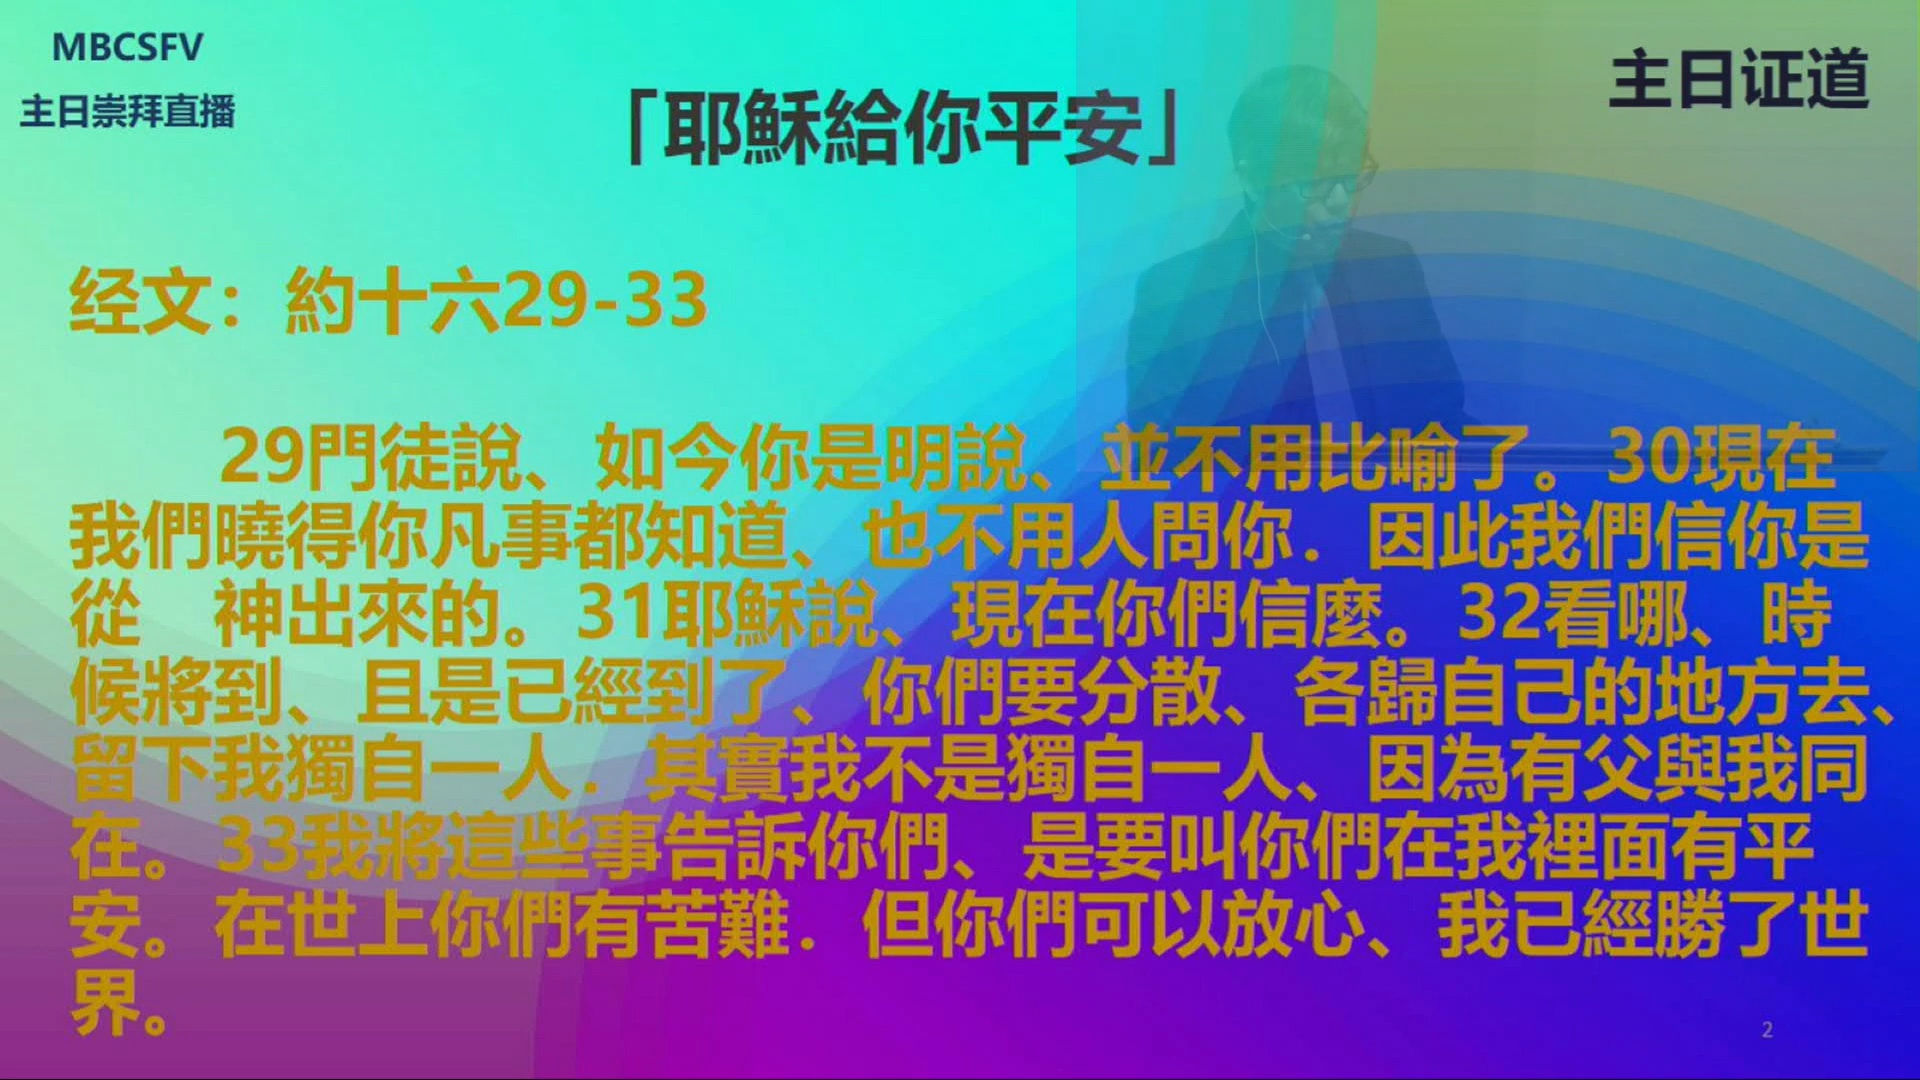 MBCSFV
主日崇拜直播
主日证道
「耶穌給你平安」
经文：約十六29-33
29門徒說、如今你是明說、並不用比喻了。30現在
我們曉得你凡事都知道、也不用人問你．因此我們信你是
從　神出來的。31耶穌說、現在你們信麼。32看哪、時
候將到、且是已經到了、你們要分散、各歸自己的地方去、
留下我獨自一人．其實我不是獨自一人、因為有父與我同
在。33我將這些事告訴你們、是要叫你們在我裡面有平
安。在世上你們有苦難．但你們可以放心、我已經勝了世
界。
2